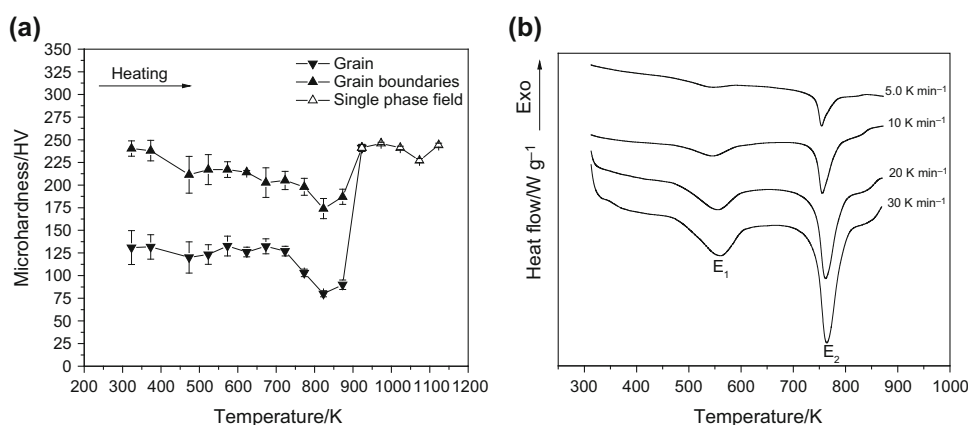 (a)
350
325
300
275
250
225
200
175
150
125
100
75
50
25
0
Microhardness/HV
Heating
Grain
Grain boundaries
Single phase field
200 300 400 500 600 700 800 900 1000 1100 1200
Temperature/K
(b)
Exo
Heat flow/W g⁻¹
5.0 K min⁻¹
10 K min⁻¹
20 K min⁻¹
30 K min⁻¹
E₁
E₂
300 400 500 600 700 800 900 1000
Temperature/K